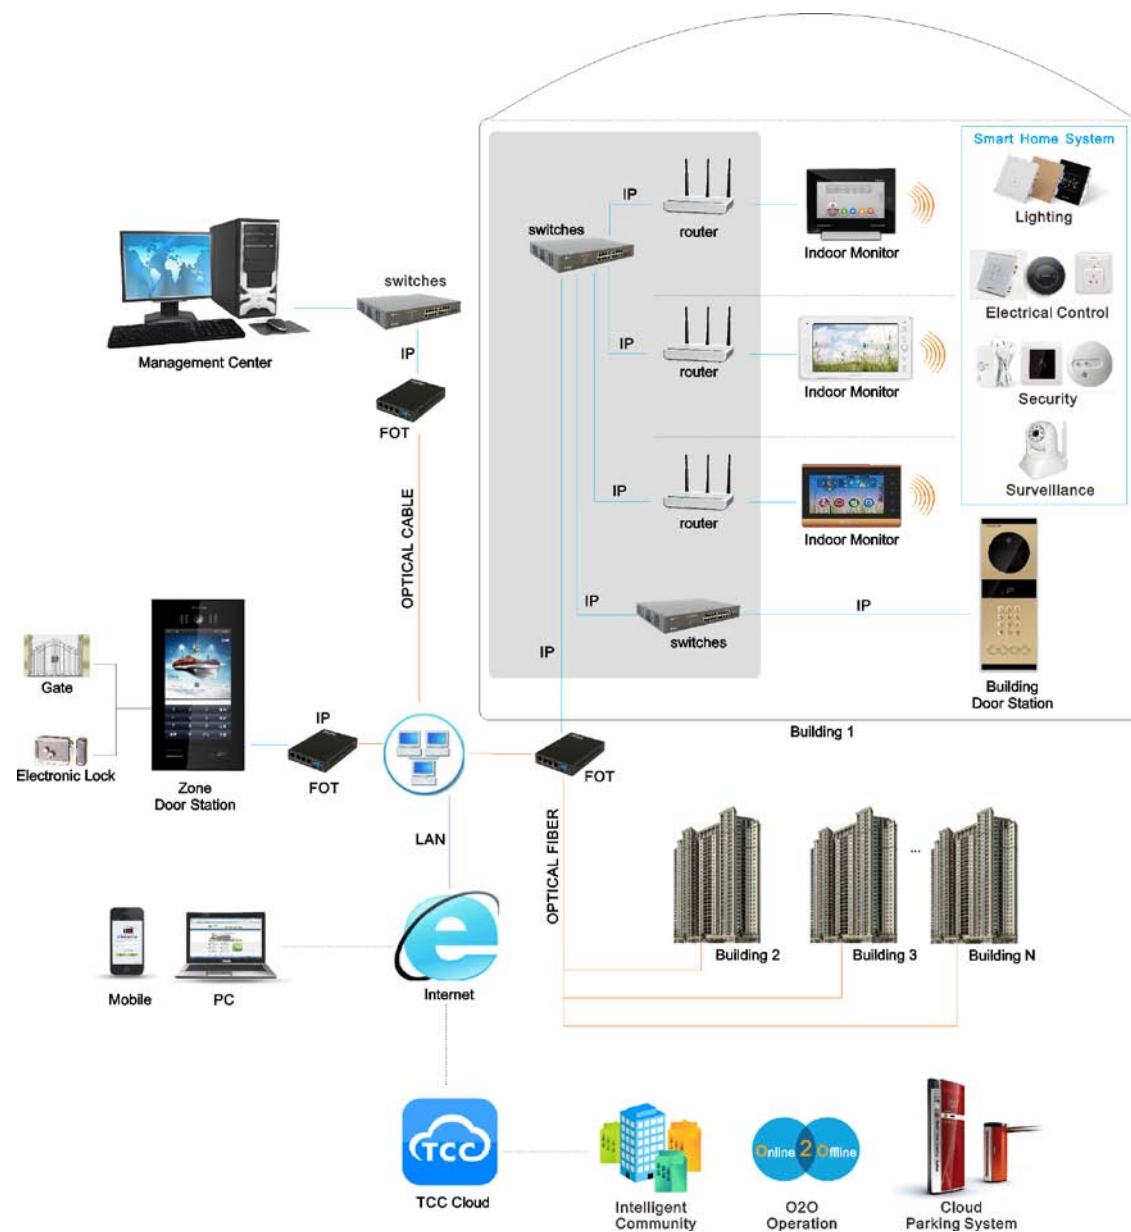 Smart Home System
Lighting
IP
router
Indoor Monitor
switches
switches
Electrical Control
Management Center
IP
IP
router
Indoor Monitor
Security
FOT
Surveillance
IP
router
Indoor Monitor
OPTICAL CABLE
IP
IP
switches
IP
Building
Door Station
Building 1
Gate
Electronic Lock
IP
FOT
Zone
Door Station
FOT
LAN
OPTICAL FIBER
...
Building 2
Building 3
Building N
Mobile
PC
Internet
TCC
TCC Cloud
Intelligent
Community
Online 2 Offline
O2O
Operation
Cloud
Parking System